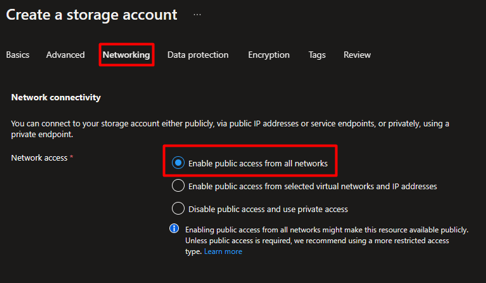 Create a storage account ...
Basics Advanced Networking Data protection Encryption Tags Review
Network connectivity
You can connect to your storage account either publicly, via public IP addresses or service endpoints, or privately, using a
private endpoint.
Network access *
Enable public access from all networks
Enable public access from selected virtual networks and IP addresses
Disable public access and use private access
Enabling public access from all networks might make this resource available publicly.
Unless public access is required, we recommend using a more restricted access
type. Learn more